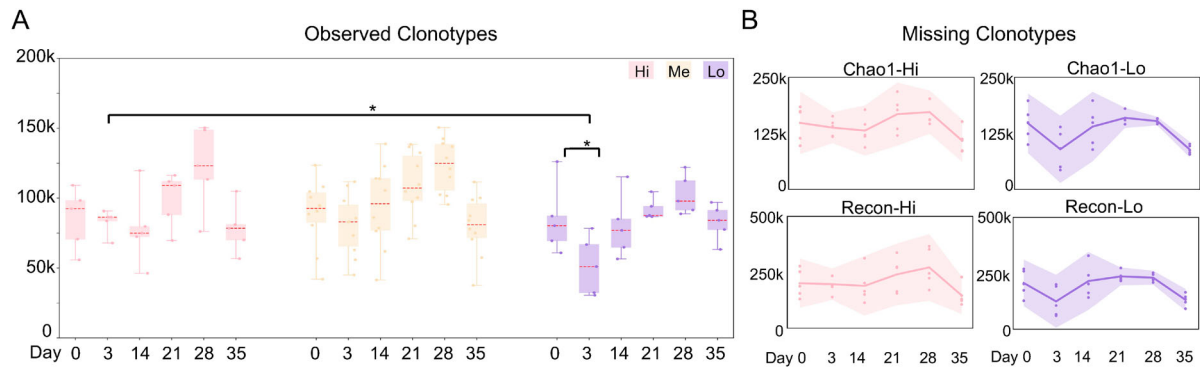 A
Observed Clonotypes
200k
150k
100k
50k
0
Hi Me Lo
*
*
Day 0 3 14 21 28 35 0 3 14 21 28 35 0 3 14 21 28 35
B
Missing Clonotypes
Chao1-Hi Chao1-Lo
250k 250k
125k 125k
0 0
Recon-Hi Recon-Lo
500k 500k
250k 250k
0 0
Day 0 3 14 21 28 35 0 3 14 21 28 35